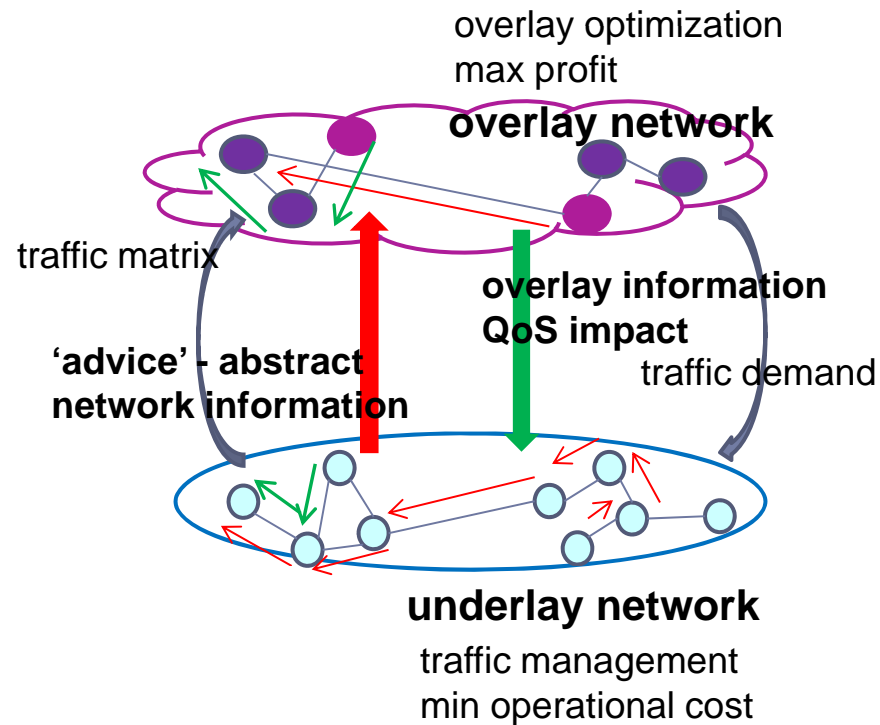 overlay optimization
max profit
overlay network
traffic matrix
overlay information
QoS impact
‘advice’ - abstract
network information
traffic demand
underlay network
traffic management
min operational cost